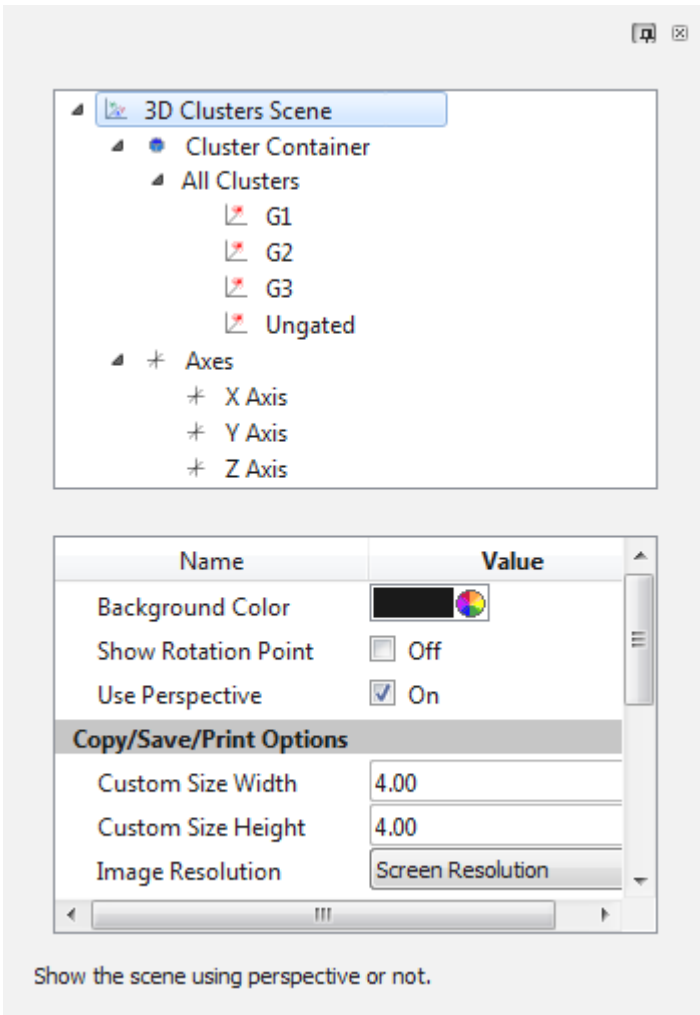 3D Clusters Scene
Cluster Container
All Clusters
G1
G2
G3
Ungated
Axes
X Axis
Y Axis
Z Axis
Name Value
Background Color
Show Rotation Point Off
Use Perspective On
Copy/Save/Print Options
Custom Size Width 4.00
Custom Size Height 4.00
Image Resolution Screen Resolution
Show the scene using perspective or not.